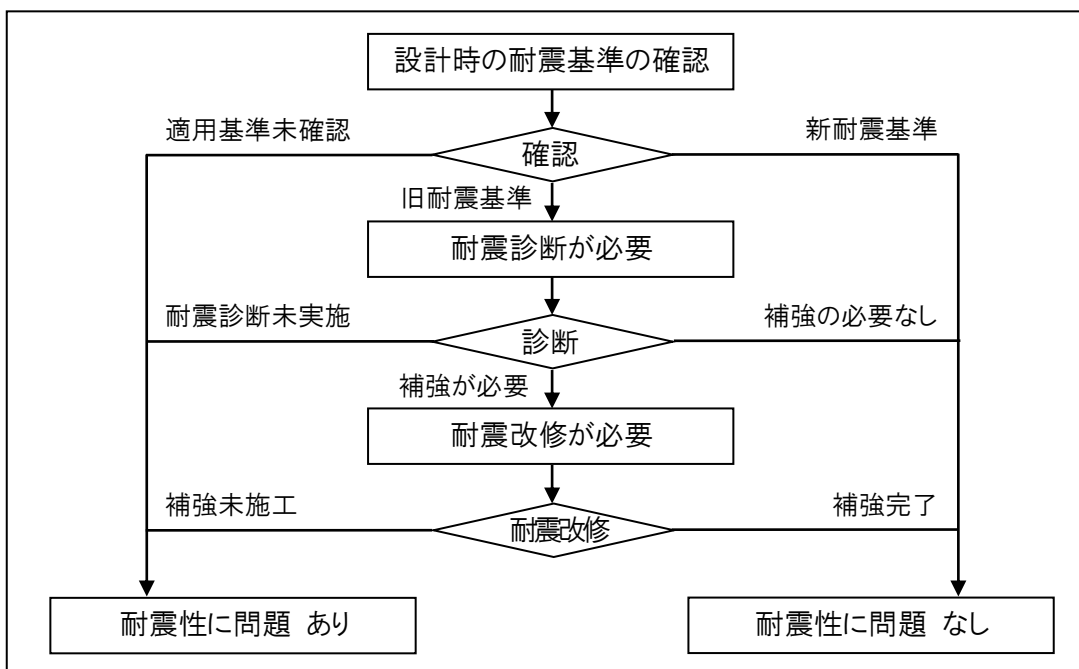 設計時の耐震基準の確認
適用基準未確認
新耐震基準
確認
旧耐震基準
耐震診断が必要
耐震診断未実施
補強の必要なし
診断
補強が必要
耐震改修が必要
補強未施工
補強完了
耐震改修
耐震性に問題 あり
耐震性に問題 なし